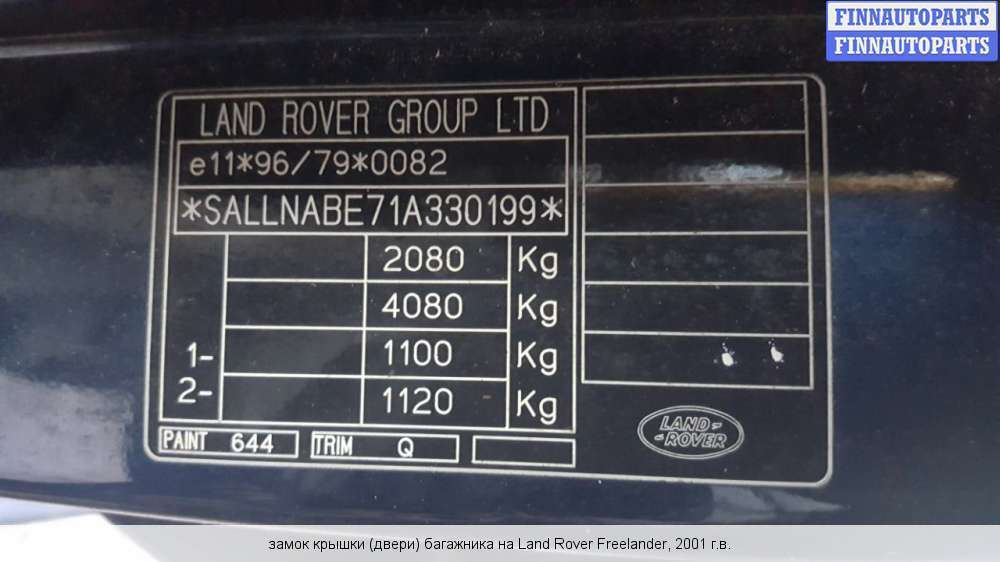 FINNAUTOPARTS
FINNAUTOPARTS
LAND ROVER GROUP LTD
e11*96/79*0082
*SALLNABE71A330199*
2080 Kg
4080 Kg
1- 1100 Kg
2- 1120 Kg
PAINT 644 TRIM Q
LAND-
-ROVER
замок крышки (двери) багажника на Land Rover Freelander, 2001 г.в.